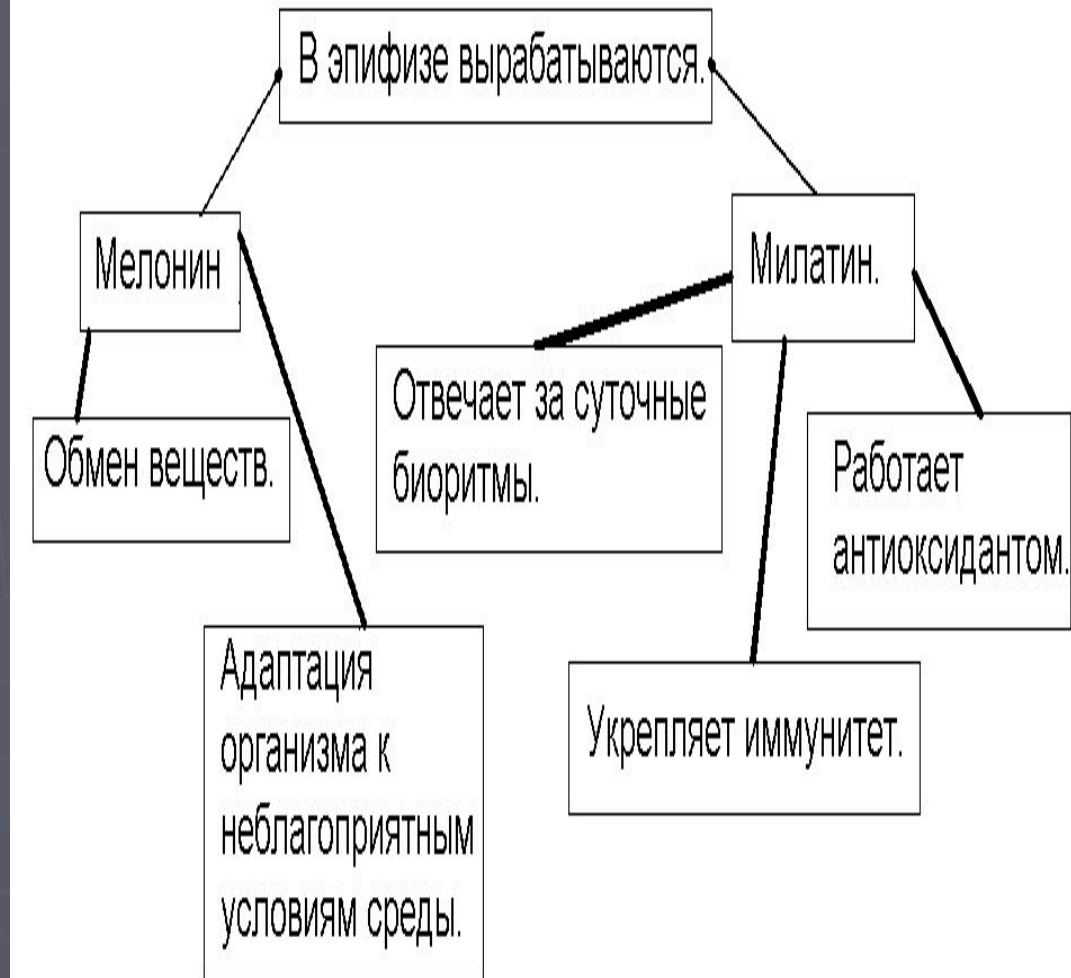 В эпифизе вырабатываются.
Мелонин
Милатин.
Обмен веществ.
Отвечает за суточные
биоритмы.
Работает
антиоксидантом.
Адаптация
организма к
неблагоприятным
условиям среды.
Укрепляет иммунитет.